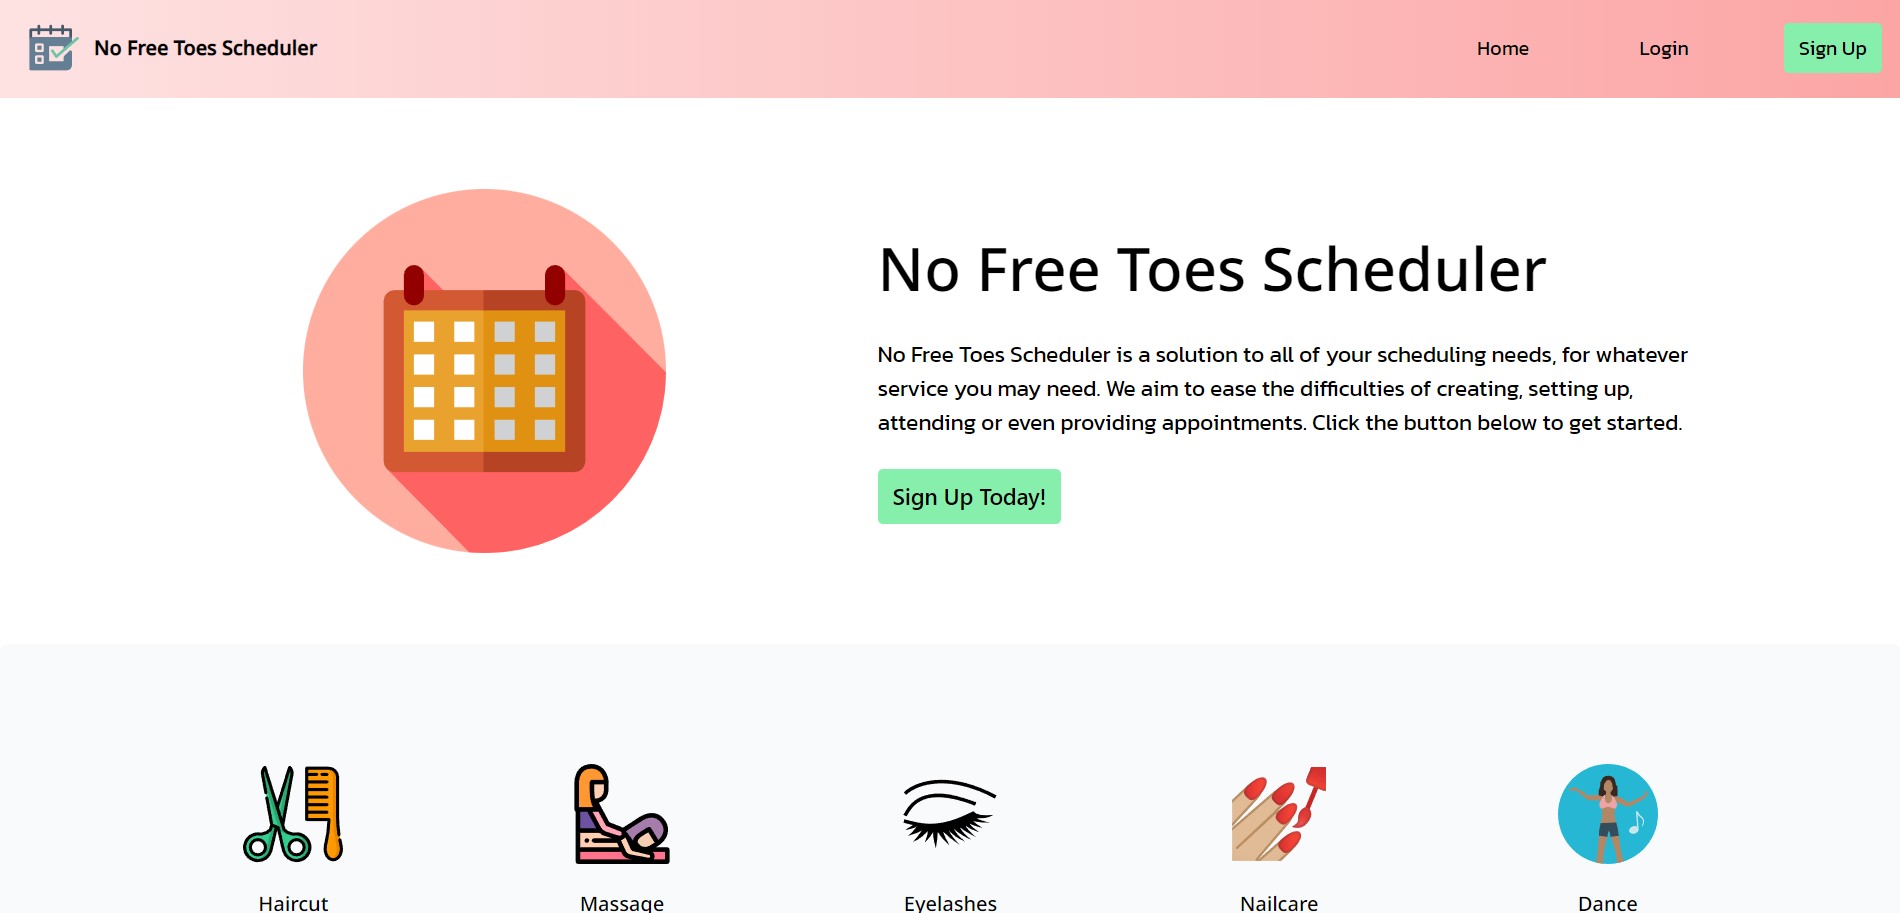 No Free Toes Scheduler
Home
Login
Sign Up
No Free Toes Scheduler
No Free Toes Scheduler is a solution to all of your scheduling needs, for whatever
service you may need. We aim to ease the difficulties of creating, setting up,
attending or even providing appointments. Click the button below to get started.
Sign Up Today!
Haircut
Massage
Eyelashes
Nailcare
Dance